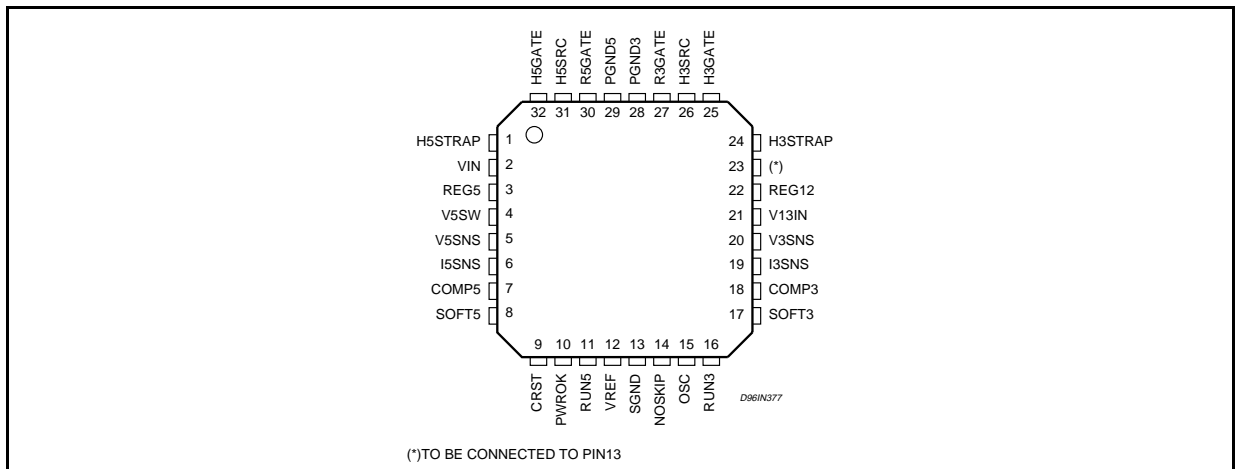 H5GATE
H5SRC
R5GATE
PGND5
PGND3
R3GATE
H3SRC
H3GATE
32 31 30 29 28 27 26 25
H5STRAP 1 24 H3STRAP
VIN 2 23 (*)
REG5 3 22 REG12
V5SW 4 21 V13IN
V5SNS 5 20 V3SNS
I5SNS 6 19 I3SNS
COMP5 7 18 COMP3
SOFT5 8 17 SOFT3
9 10 11 12 13 14 15 16
CRST
PWROK
RUN5
VREF
SGND
NOSKIP
OSC
RUN3
D96IN377
(*)TO BE CONNECTED TO PIN13